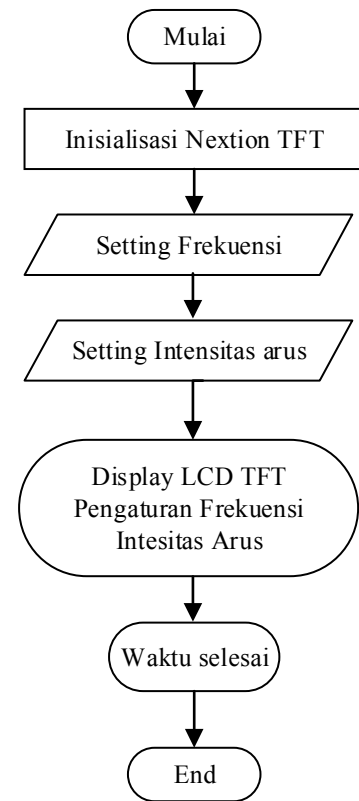 Mulai
Inisialisasi Nextion TFT
Setting Frekuensi
Setting Intensitas arus
Display LCD TFT
Pengaturan Frekuensi
Intesitas Arus
Waktu selesai
End